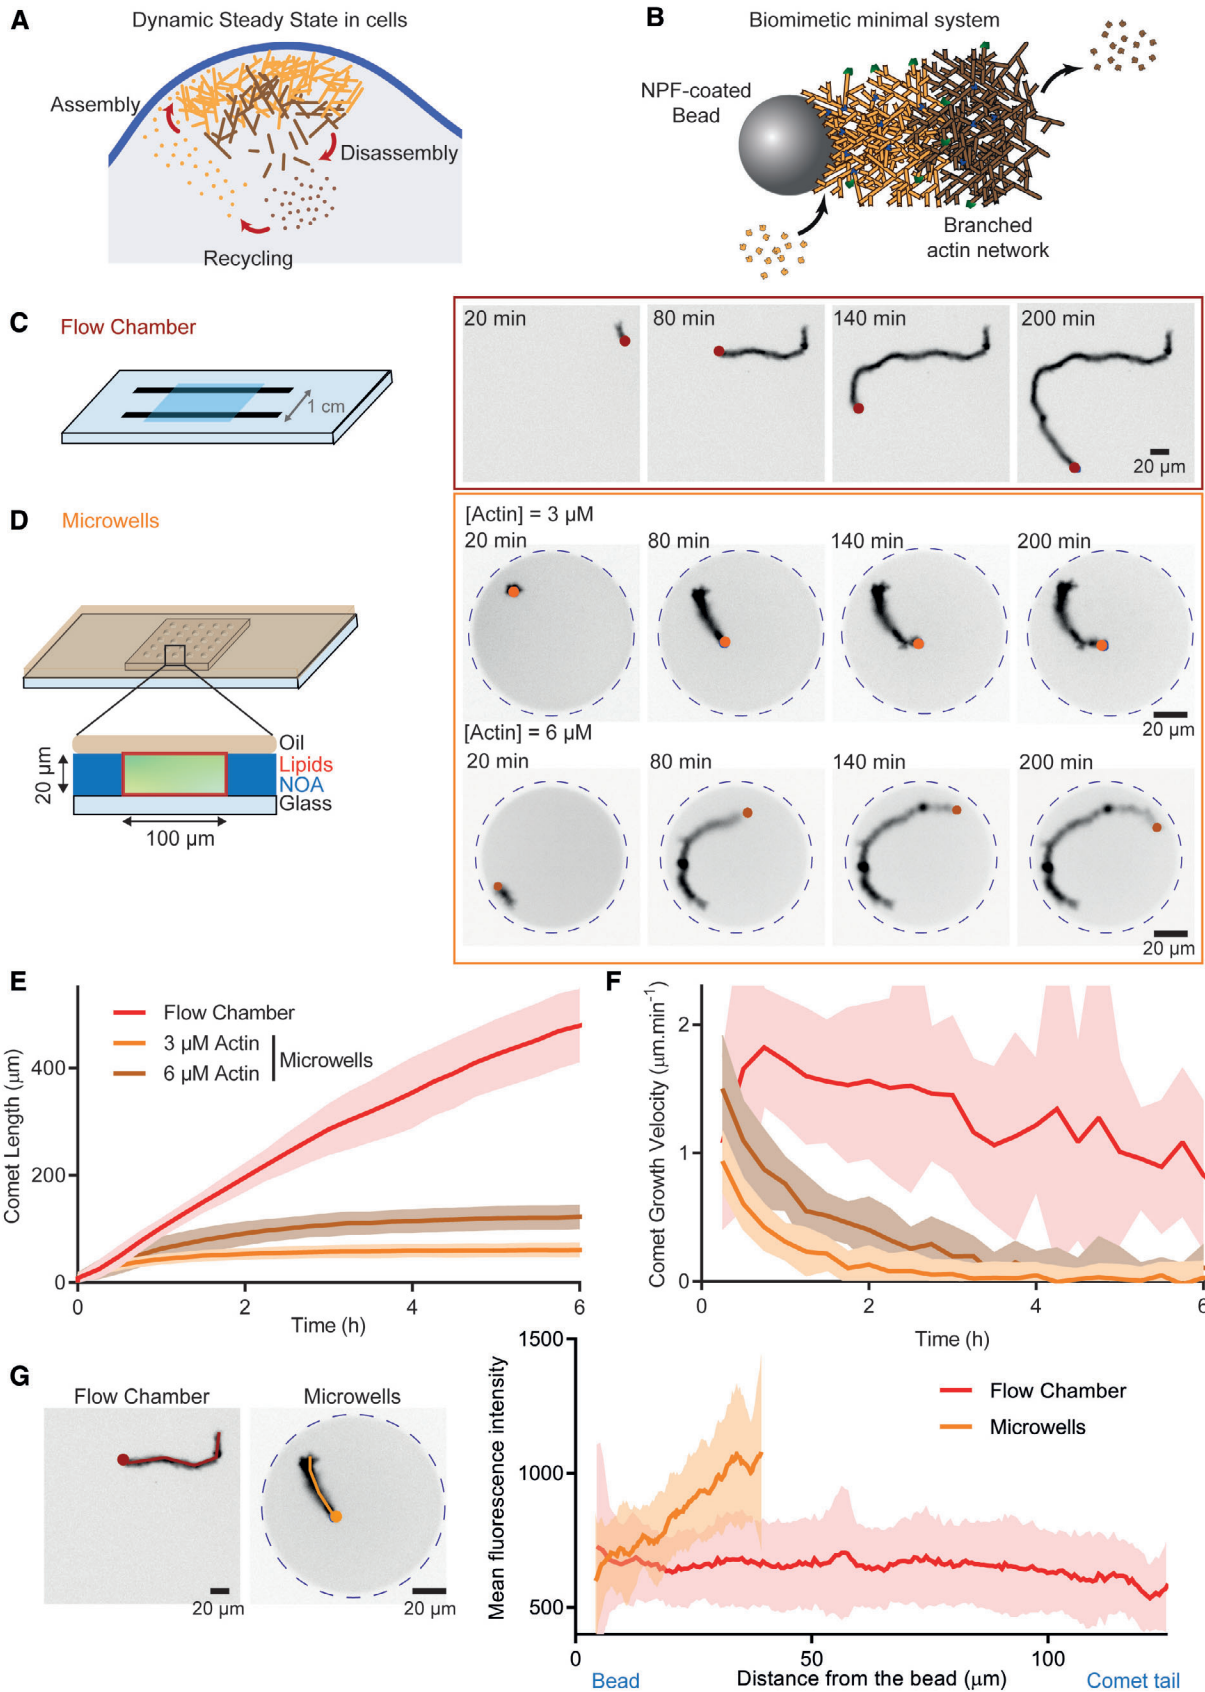 A
Dynamic Steady State in cells
Assembly
Disassembly
Recycling
B
Biomimetic minimal system
NPF-coated
Bead
Branched
actin network
C
Flow Chamber
1 cm
20 min
80 min
140 min
200 min
20 µm
D
Microwells
Oil
Lipids
NOA
Glass
20 µm
100 µm
[Actin] = 3 µM
20 min
80 min
140 min
200 min
20 µm
[Actin] = 6 µM
20 min
80 min
140 min
200 min
20 µm
E
Comet Length (µm)
400
200
0
Flow Chamber
3 µM Actin
6 µM Actin
Microwells
0
2
4
6
Time (h)
F
Comet Growth Velocity (µm.min⁻¹)
2
1
0
0
2
4
6
Time (h)
G
Flow Chamber
20 µm
Microwells
20 µm
Mean fluorescence intensity
1500
1000
500
Flow Chamber
Microwells
0
50
100
Bead
Distance from the bead (µm)
Comet tail